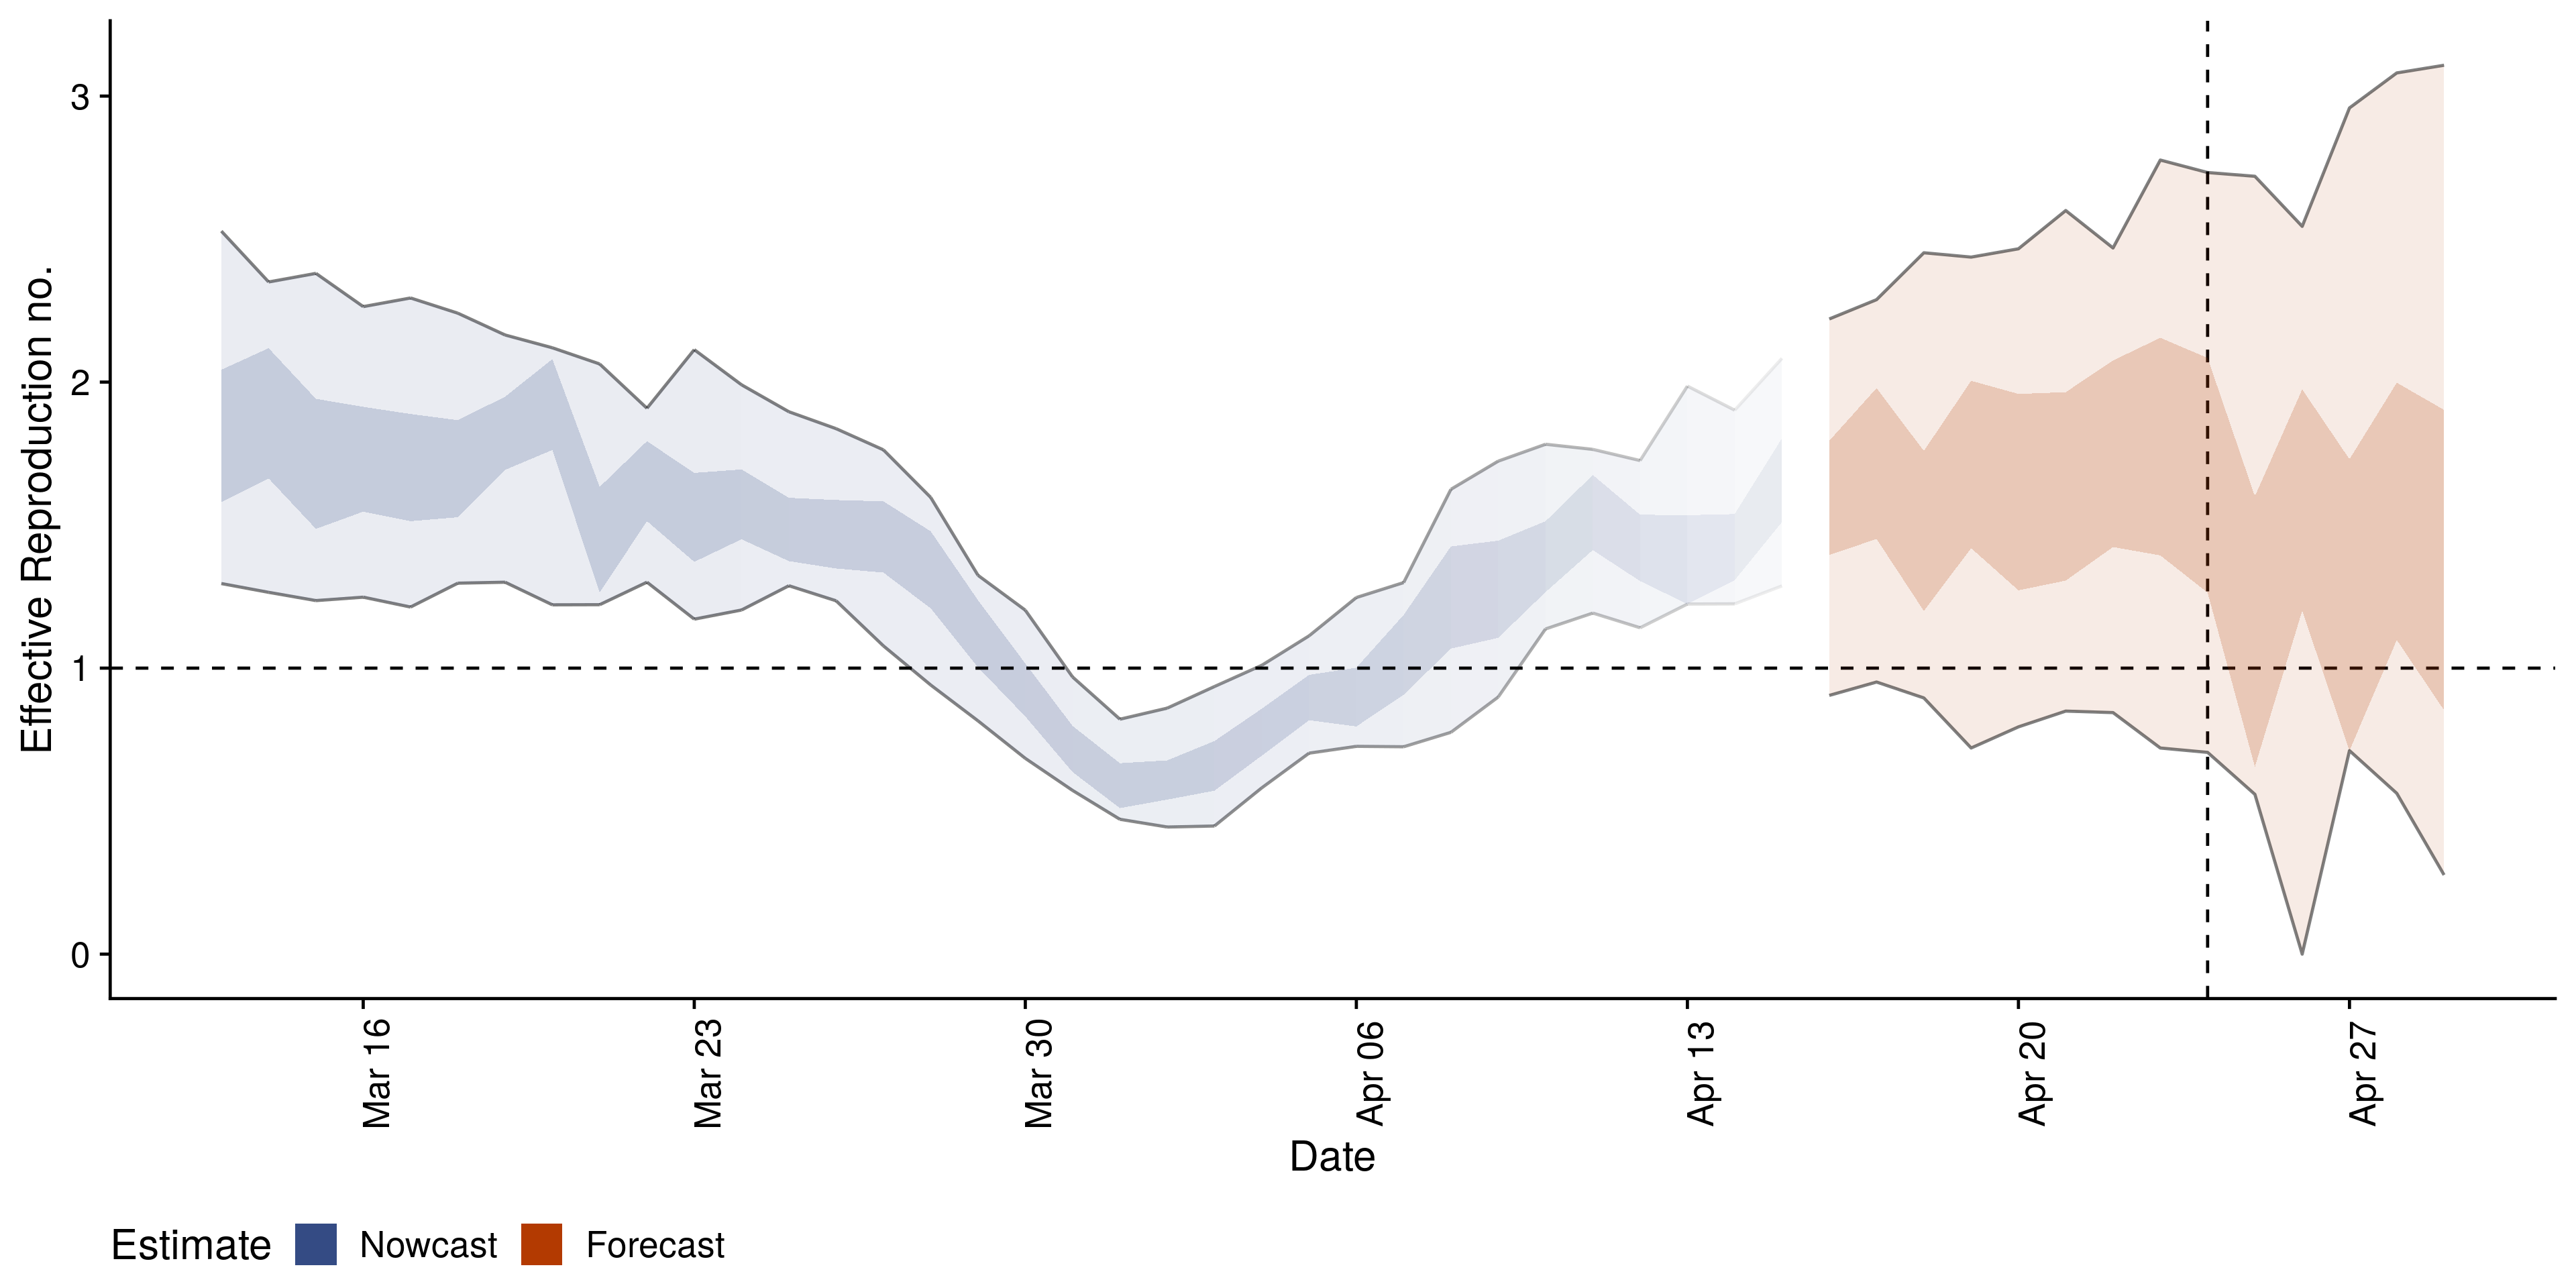 Effective Reproduction no.
3
2
1
0
Mar 16
Mar 23
Mar 30
Apr 06
Apr 13
Apr 20
Apr 27
Date
Estimate Nowcast Forecast